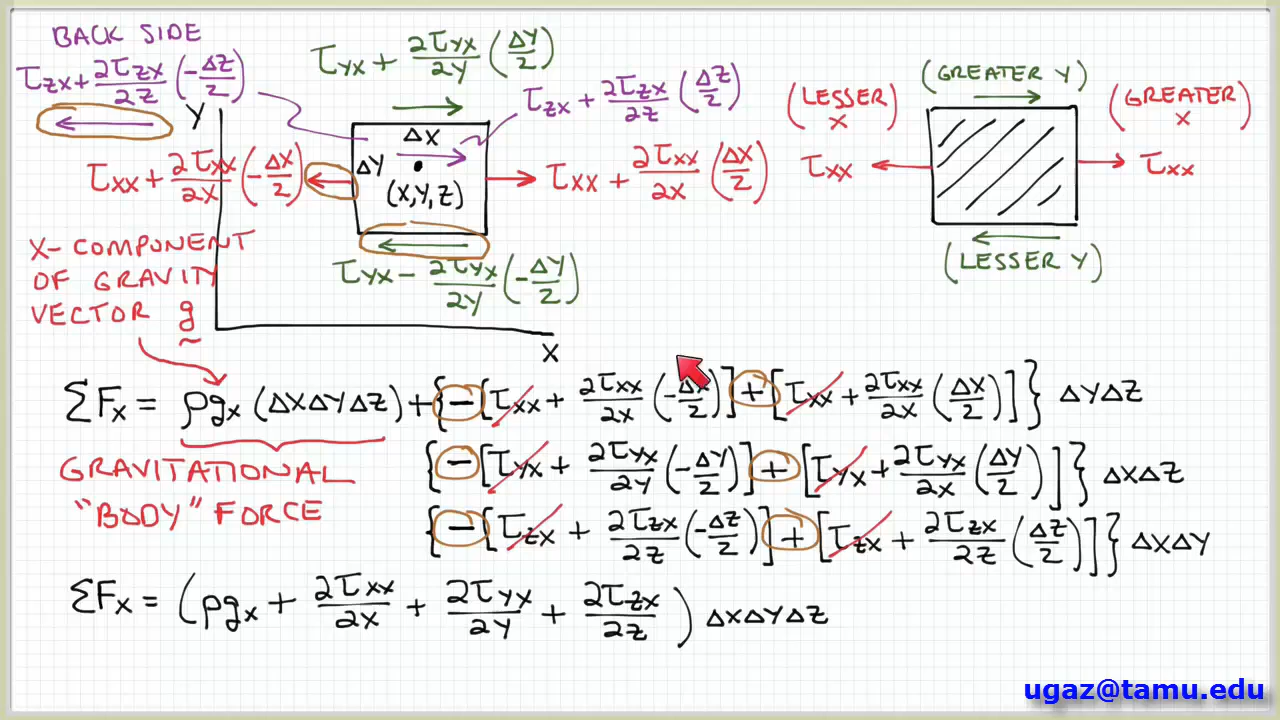 BACK SIDE
τzx + ∂τzx/∂z (-Δz/2)
τyx + ∂τyx/∂y (Δy/2)
τzx + ∂τzx/∂z (Δz/2)
Y
ΔX
ΔY
(X,Y,Z)
τxx + ∂τxx/∂x (-Δx/2)
τxx + ∂τxx/∂x (Δx/2)
τyx - ∂τyx/∂y (-Δy/2)
X
(GREATER Y)
(LESSER X)
(GREATER X)
τxx
τxx
(LESSER Y)
X-COMPONENT
OF GRAVITY
VECTOR g
~
ΣFx = ρgx (ΔxΔyΔz) + {-[τxx + ∂τxx/∂x (-Δx/2)] + [τxx + ∂τxx/∂x (Δx/2)]} ΔyΔz
GRAVITATIONAL
"BODY" FORCE
{-[τyx + ∂τyx/∂y (-Δy/2)] + [τyx + ∂τyx/∂x (Δy/2)]} ΔxΔz
{-[τzx + ∂τzx/∂z (-Δz/2)] + [τzx + ∂τzx/∂z (Δz/2)]} ΔxΔy
ΣFx = (ρgx + ∂τxx/∂x + ∂τyx/∂y + ∂τzx/∂z) ΔxΔyΔz
ugaz@tamu.edu